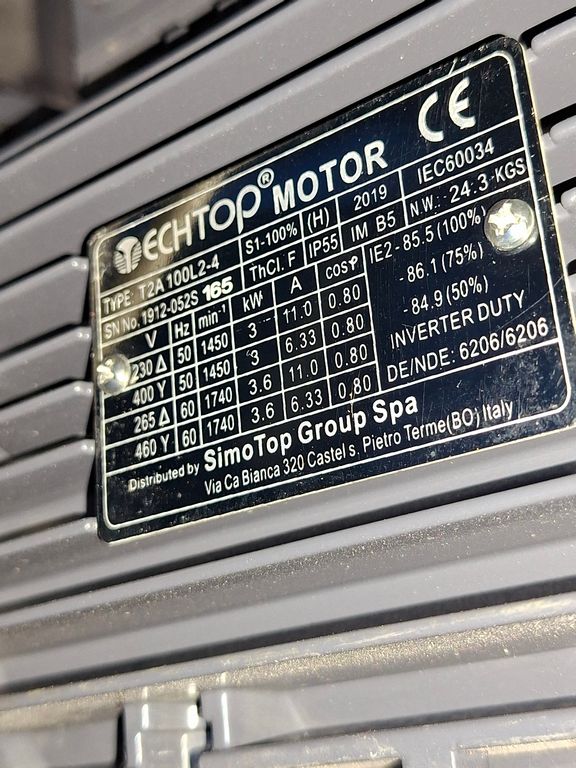 TECHTOP® MOTOR CE
TYPE: T2A100L2-4 S1-100% (H) 2019 IEC60034
SN No. 1912-052S 165 ThCl. F IP55 IM B5 N.W.: 24.3 KGS
V Hz min⁻¹ kW A cosφ IE2 - 85.5 (100%)
230 Δ 50 1450 3 11.0 0.80 - 86.1 (75%)
400 Y 50 1450 3 6.33 0.80 - 84.9 (50%)
265 Δ 60 1740 3.6 11.0 0.80 INVERTER DUTY
460 Y 60 1740 3.6 6.33 0.80 DE/NDE: 6206/6206
Distributed by SimoTop Group Spa
Via Ca Bianca 320 Castel s. Pietro Terme(BO) Italy